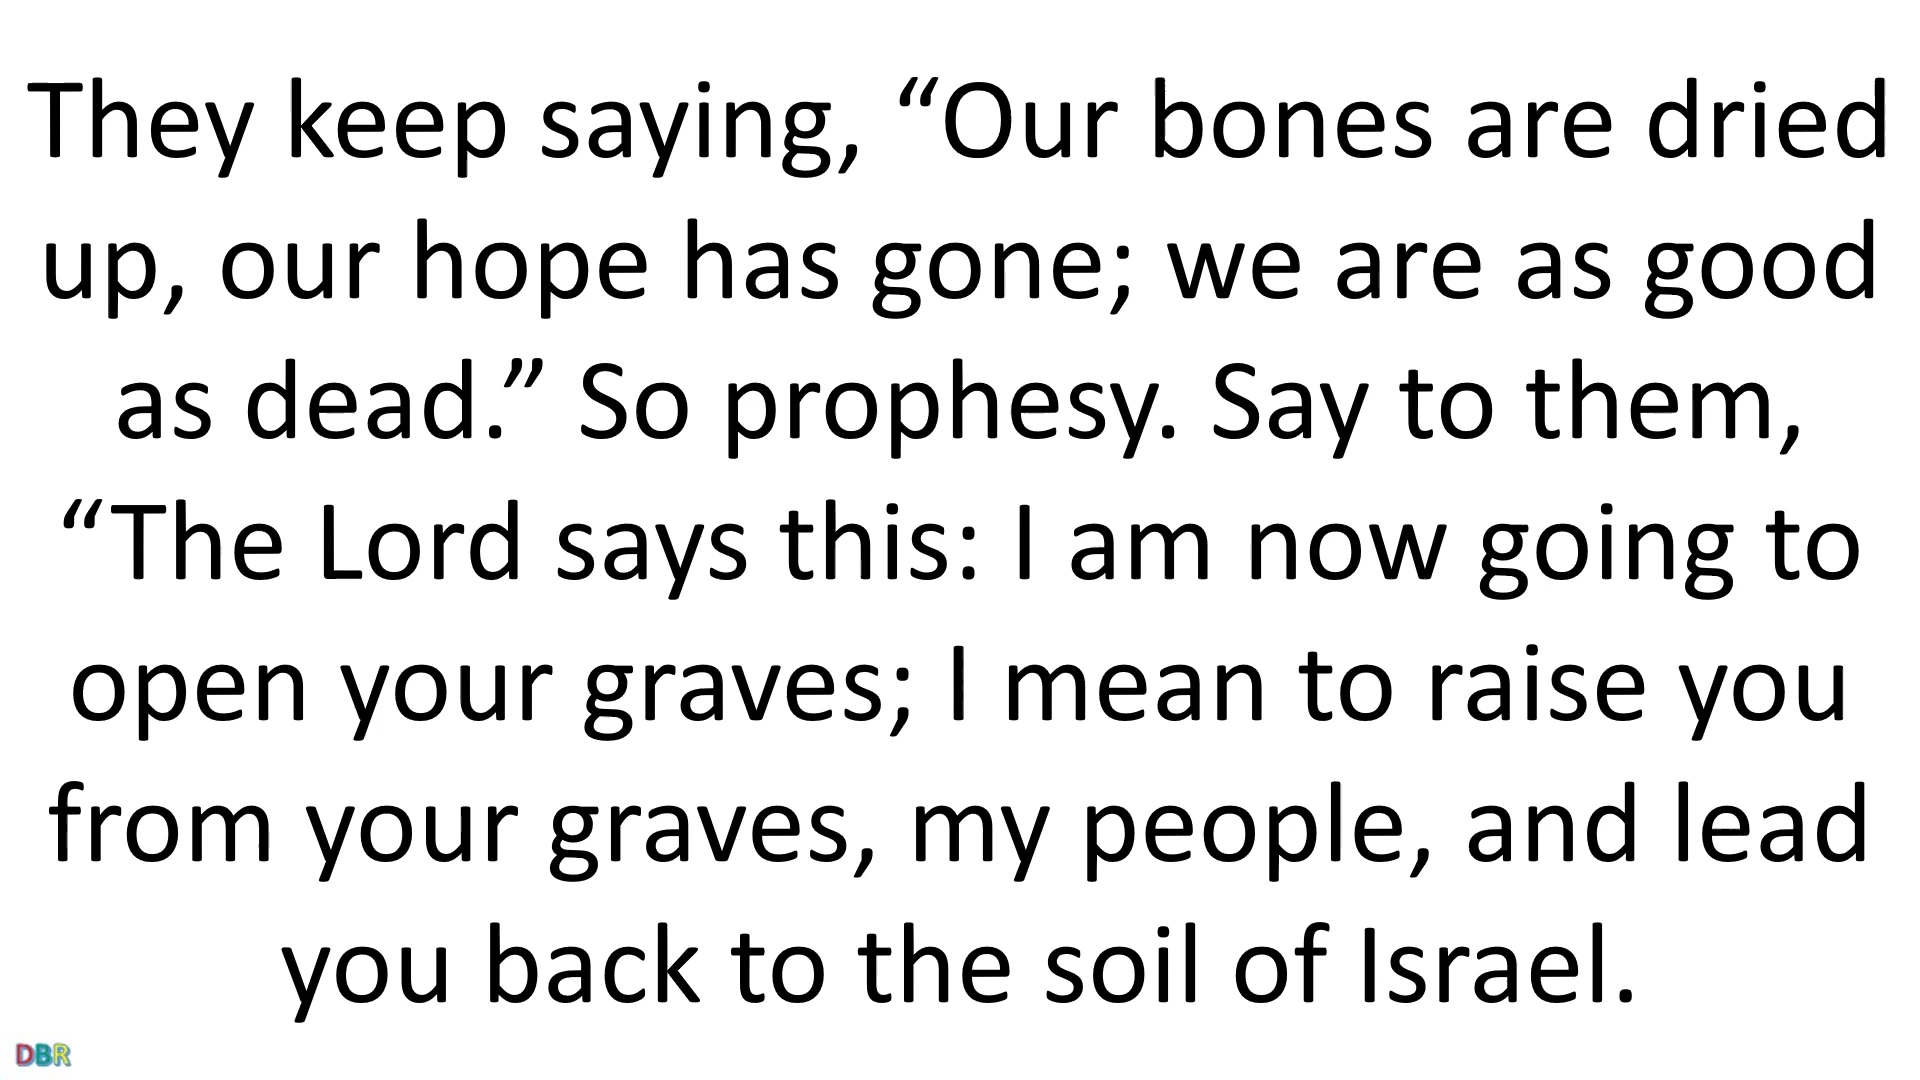 They keep saying, “Our bones are dried
up, our hope has gone; we are as good
as dead.” So prophesy. Say to them,
“The Lord says this: I am now going to
open your graves; I mean to raise you
from your graves, my people, and lead
you back to the soil of Israel.
DBR